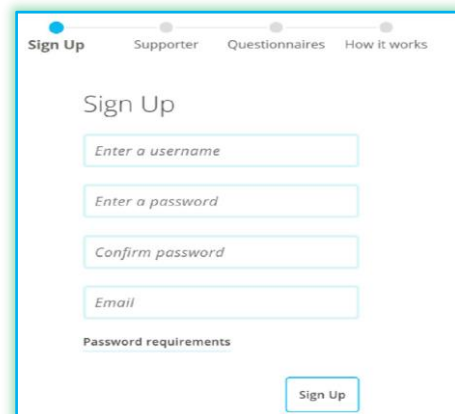 Sign Up Supporter Questionnaires How it works
Sign Up
Enter a username
Enter a password
Confirm password
Email
Password requirements
Sign Up